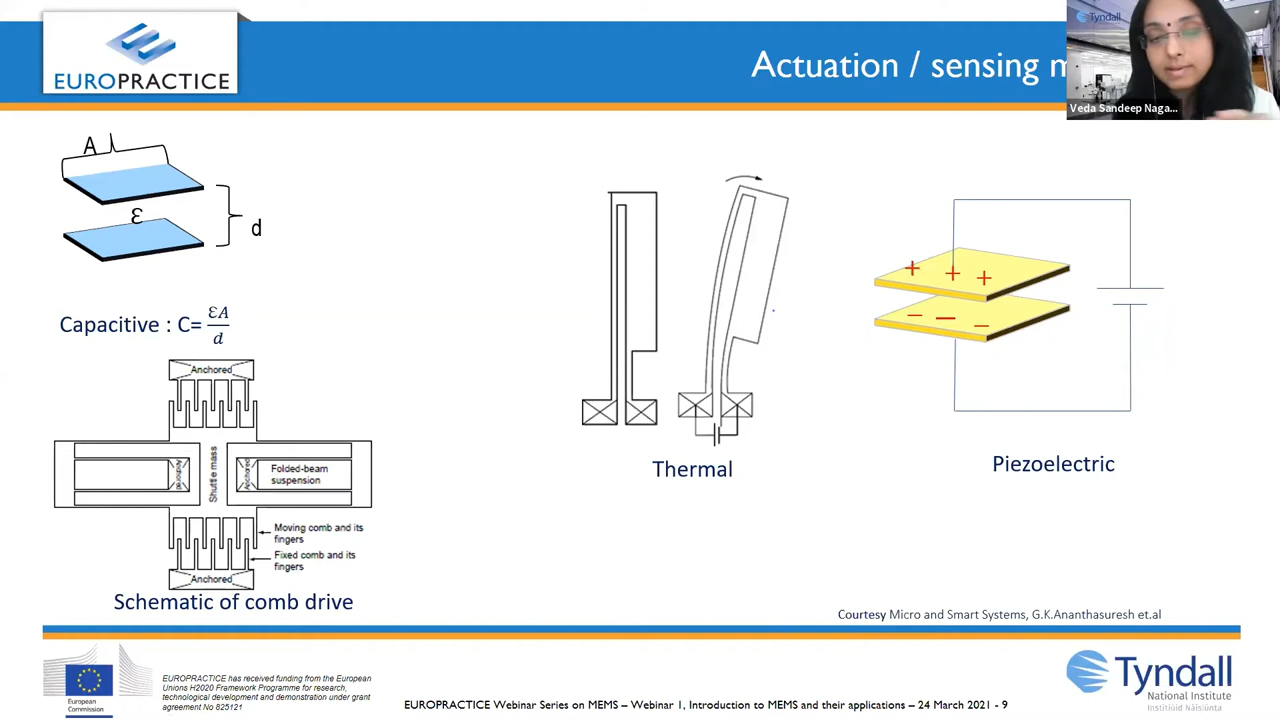 EUROPRACTICE
Actuation / sensing
Tyndall
Veda Sandeep Naga...
A
ε
d
Capacitive : C= εA/d
Anchored
Anchored
Shuttle mass
Anchored
Folded-beam
suspension
Moving comb and its
fingers
Fixed comb and its
fingers
Anchored
Schematic of comb drive
Thermal
+ + +
− − −
Piezoelectric
Courtesy Micro and Smart Systems, G.K.Ananthasuresh et.al
European
Commission
EUROPRACTICE has received funding from the European
Unions H2020 Framework Programme for research,
technological development and demonstration under grant
agreement No 825121
EUROPRACTICE Webinar Series on MEMS – Webinar 1, Introduction to MEMS and their applications – 24 March 2021 - 9
Tyndall
National Institute
Institiúid Náisiúnta